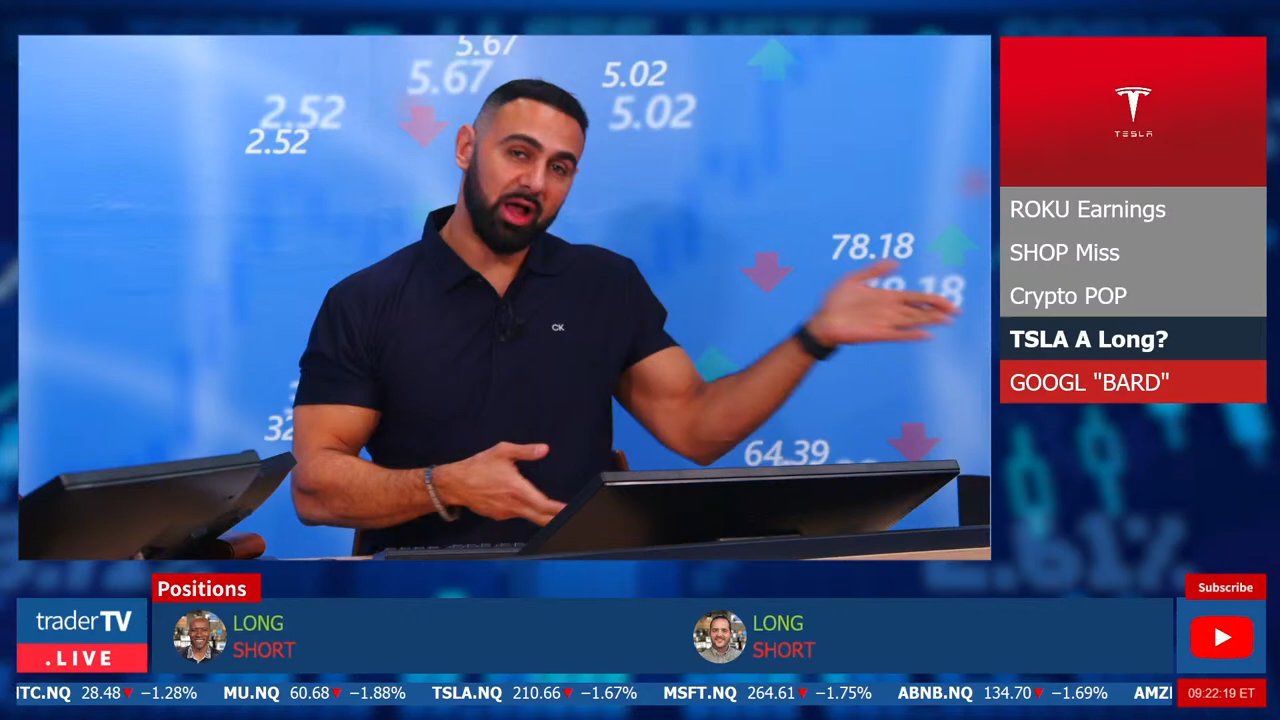 5.67
5.67
5.02
5.02
2.52
2.52
78.18
64.39
CK
TESLA
ROKU Earnings
SHOP Miss
Crypto POP
TSLA A Long?
GOOGL "BARD"
Positions
Subscribe
traderTV
.LIVE
LONG
SHORT
LONG
SHORT
ITC.NQ 28.48 −1.28% MU.NQ 60.68 −1.88% TSLA.NQ 210.66 −1.67% MSFT.NQ 264.61 −1.75% ABNB.NQ 134.70 −1.69% AMZ
09:22:19 ET